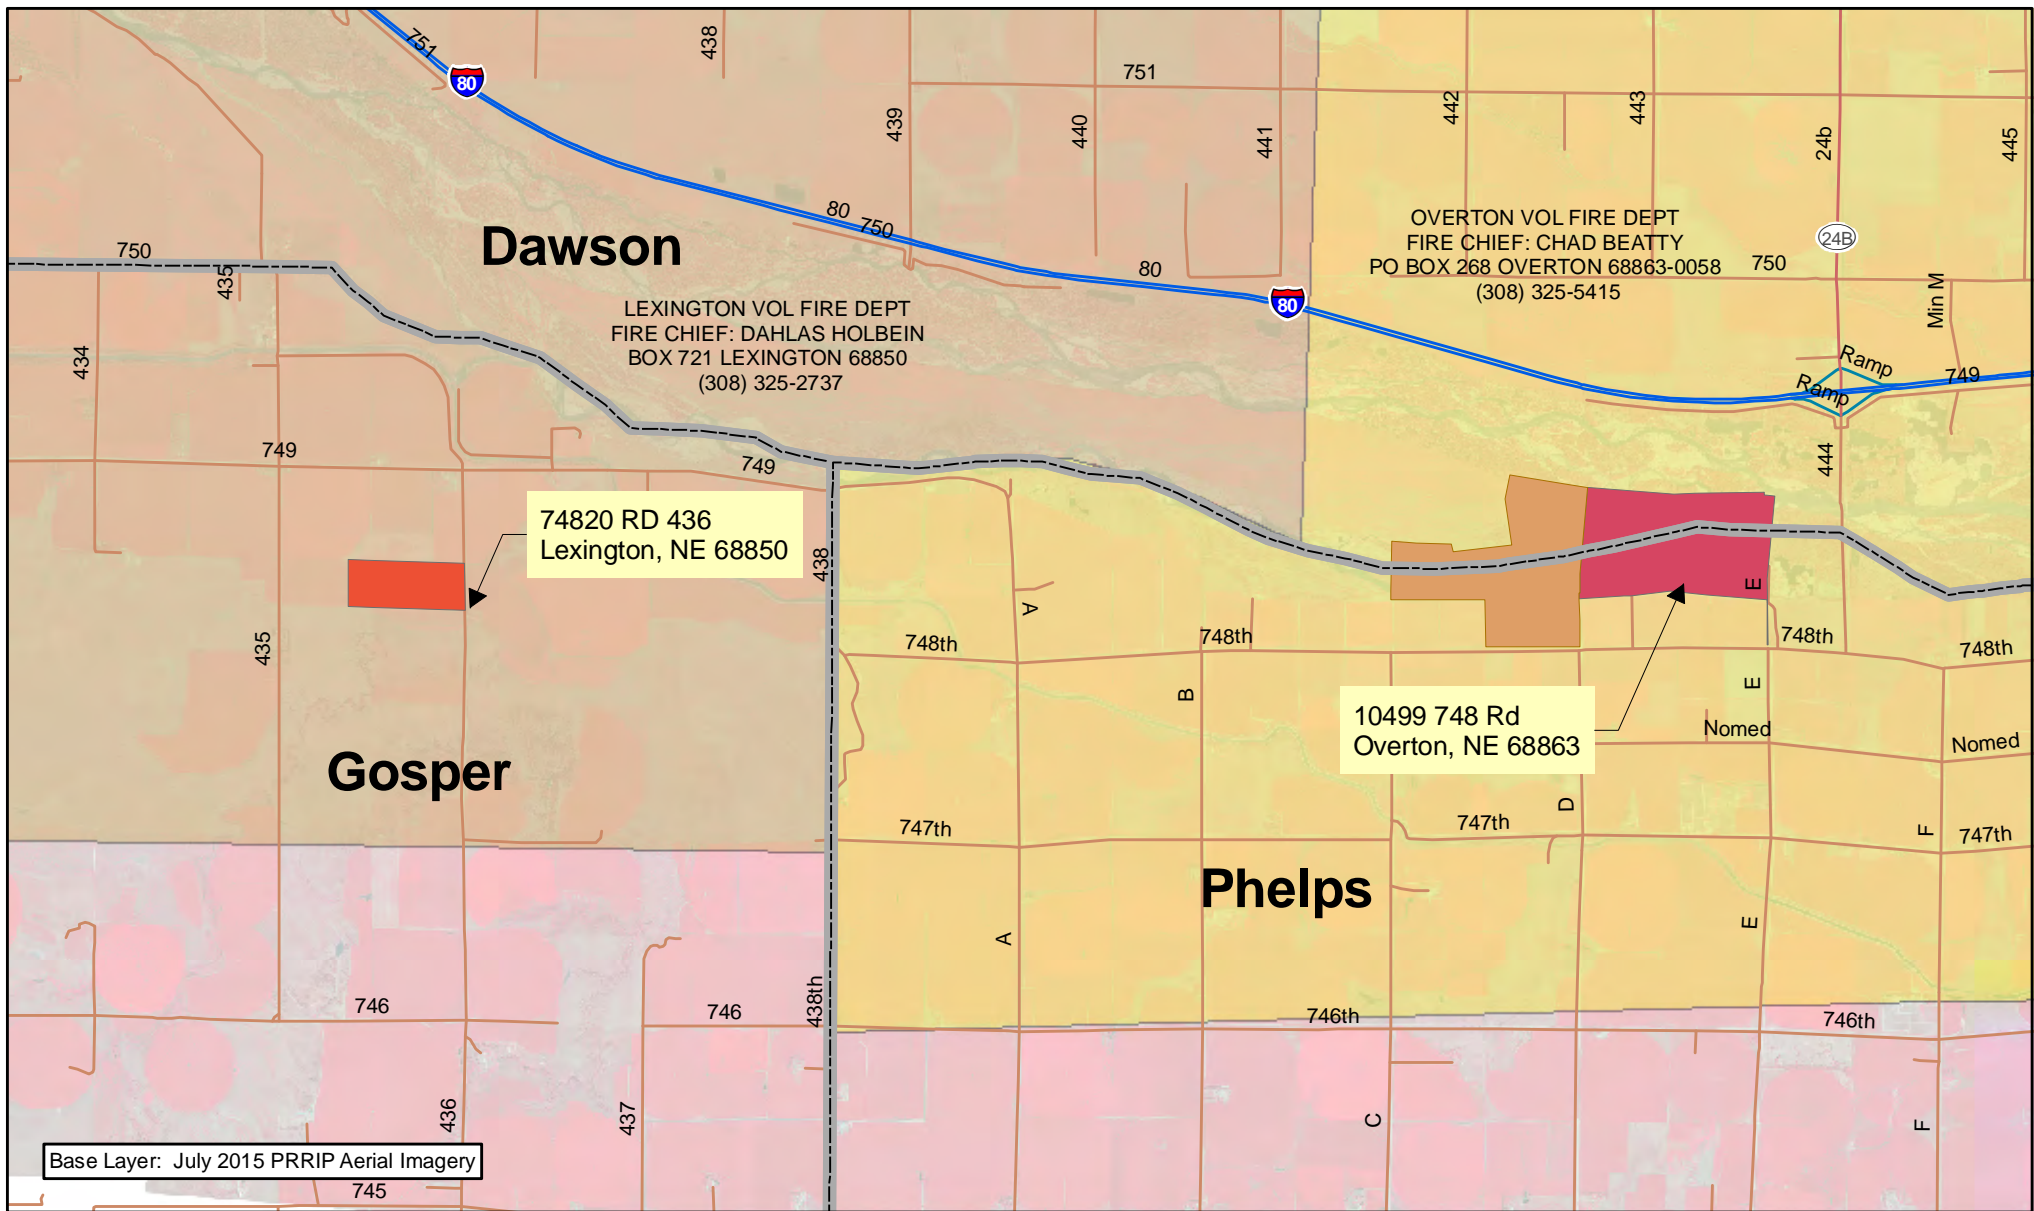 751
80
438
439
440
441
751
442
443
24b
445
80
750
80
80
24B
750
Min M
Ramp
Ramp
749
444
750
435
434
Dawson
LEXINGTON VOL FIRE DEPT
FIRE CHIEF: DAHLAS HOLBEIN
BOX 721 LEXINGTON 68850
(308) 325-2737
OVERTON VOL FIRE DEPT
FIRE CHIEF: CHAD BEATTY
PO BOX 268 OVERTON 68863-0058
(308) 325-5415
749
749
74820 RD 436
Lexington, NE 68850
438
435
A
748th
748th
E
748th
748th
B
E
10499 748 Rd
Overton, NE 68863
Nomed
Nomed
Gosper
D
747th
747th
F
747th
Phelps
A
E
746
746
438th
746th
746th
436
437
C
F
Base Layer: July 2015 PRRIP Aerial Imagery
745